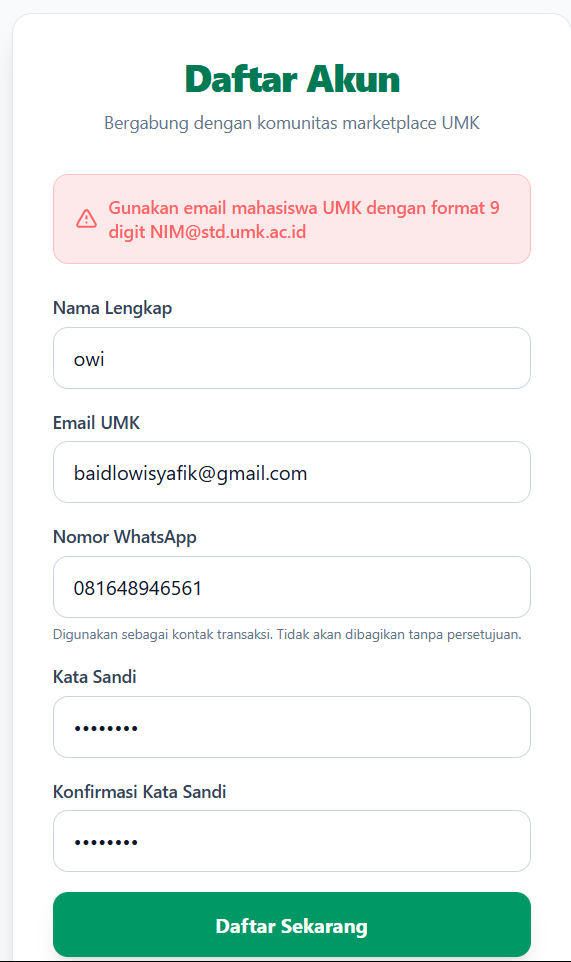 Daftar Akun
Bergabung dengan komunitas marketplace UMK
Gunakan email mahasiswa UMK dengan format 9
digit NIM@std.umk.ac.id
Nama Lengkap
owi
Email UMK
baidlowisyafik@gmail.com
Nomor WhatsApp
081648946561
Digunakan sebagai kontak transaksi. Tidak akan dibagikan tanpa persetujuan.
Kata Sandi
••••••••
Konfirmasi Kata Sandi
••••••••
Daftar Sekarang